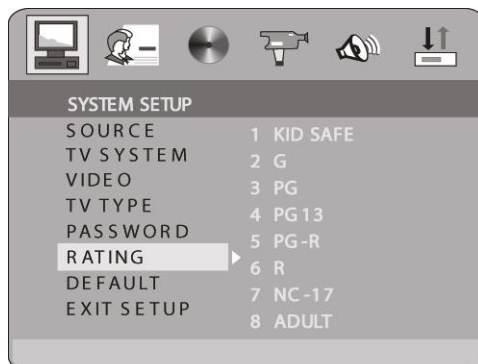 SYSTEM SETUP
SOURCE
TV SYSTEM
VIDEO
TV TYPE
PASSWORD
RATING
DEFAULT
EXIT SETUP
1 KID SAFE
2 G
3 PG
4 PG13
5 PG-R
6 R
7 NC-17
8 ADULT